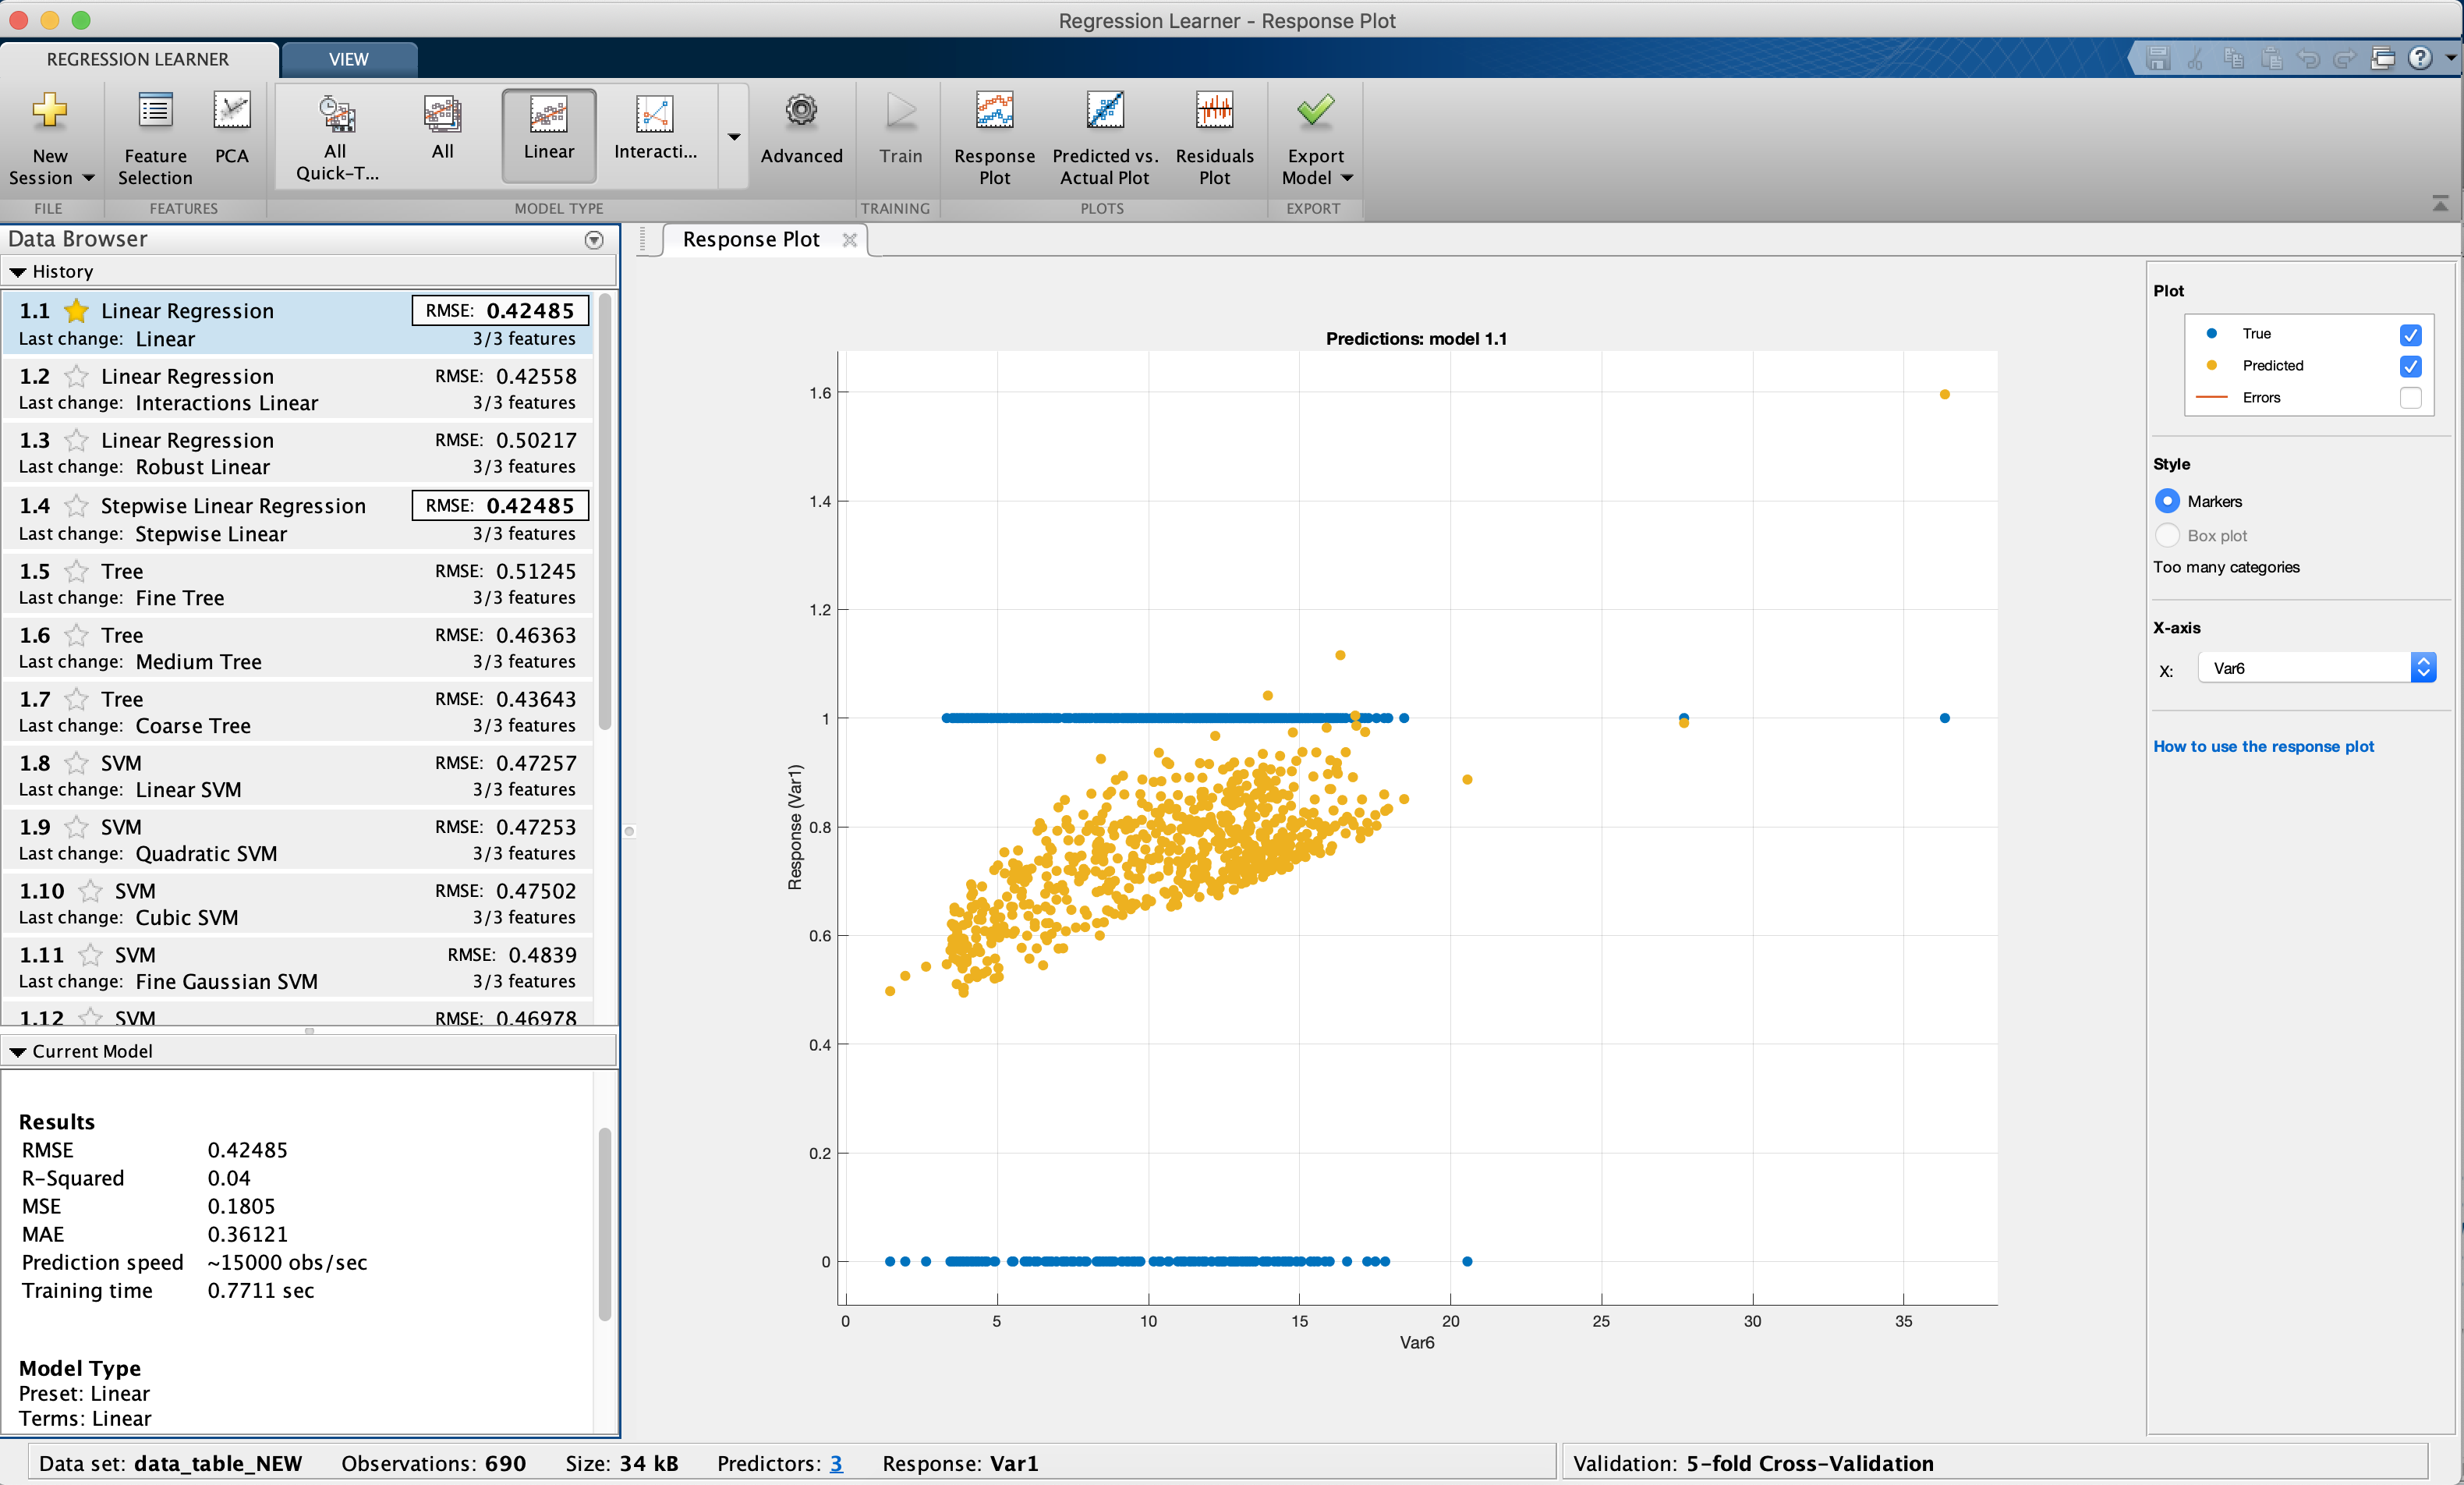 Regression Learner - Response Plot
REGRESSION LEARNER
VIEW
New Session
Feature Selection
PCA
All Quick-T...
All
Linear
Interacti...
Advanced
Train
Response Plot
Predicted vs. Actual Plot
Residuals Plot
Export Model
FILE
FEATURES
MODEL TYPE
TRAINING
PLOTS
EXPORT
Data Browser
History
1.1 Linear Regression RMSE: 0.42485
Last change: Linear 3/3 features
1.2 Linear Regression RMSE: 0.42558
Last change: Interactions Linear 3/3 features
1.3 Linear Regression RMSE: 0.50217
Last change: Robust Linear 3/3 features
1.4 Stepwise Linear Regression RMSE: 0.42485
Last change: Stepwise Linear 3/3 features
1.5 Tree RMSE: 0.51245
Last change: Fine Tree 3/3 features
1.6 Tree RMSE: 0.46363
Last change: Medium Tree 3/3 features
1.7 Tree RMSE: 0.43643
Last change: Coarse Tree 3/3 features
1.8 SVM RMSE: 0.47257
Last change: Linear SVM 3/3 features
1.9 SVM RMSE: 0.47253
Last change: Quadratic SVM 3/3 features
1.10 SVM RMSE: 0.47502
Last change: Cubic SVM 3/3 features
1.11 SVM RMSE: 0.4839
Last change: Fine Gaussian SVM 3/3 features
1.12 SVM RMSE: 0.46978
Current Model
Results
RMSE 0.42485
R-Squared 0.04
MSE 0.1805
MAE 0.36121
Prediction speed ~15000 obs/sec
Training time 0.7711 sec
Model Type
Preset: Linear
Terms: Linear
Response Plot
Predictions: model 1.1
1.6
1.4
1.2
1
0.8
0.6
0.4
0.2
0
Response (Var1)
0 5 10 15 20 25 30 35
Var6
Plot
True
Predicted
Errors
Style
Markers
Box plot
Too many categories
X-axis
X: Var6
How to use the response plot
Data set: data_table_NEW Observations: 690 Size: 34 kB Predictors: 3 Response: Var1
Validation: 5-fold Cross-Validation